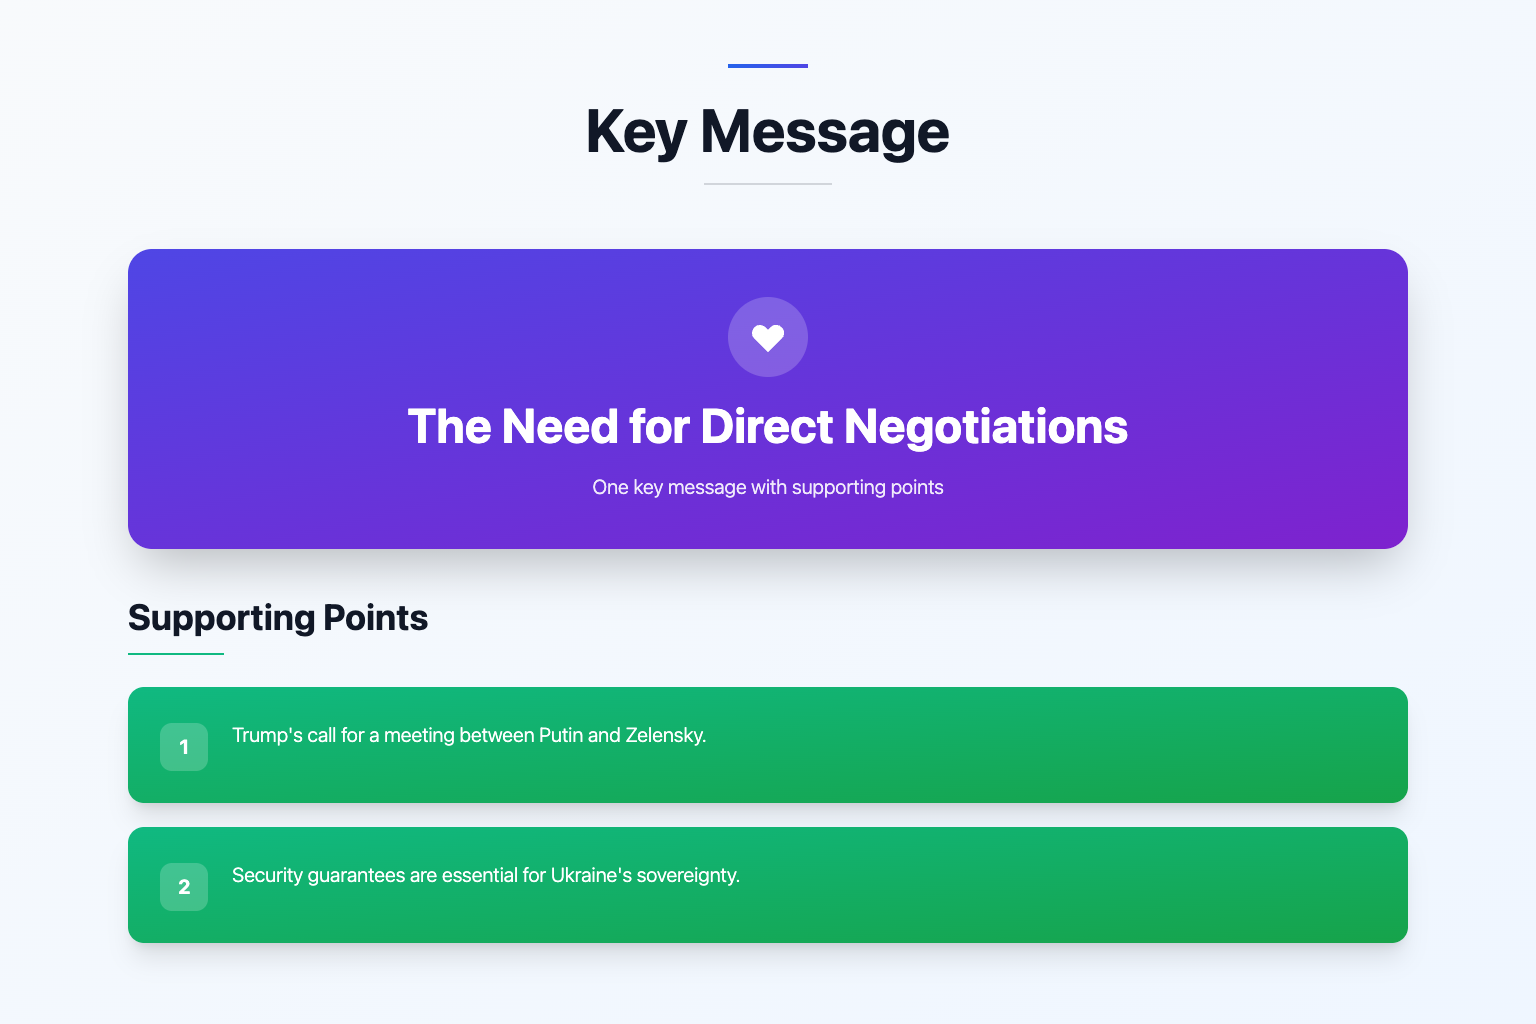 Key Message
The Need for Direct Negotiations
One key message with supporting points
Supporting Points
1
Trump's call for a meeting between Putin and Zelensky.
2
Security guarantees are essential for Ukraine's sovereignty.